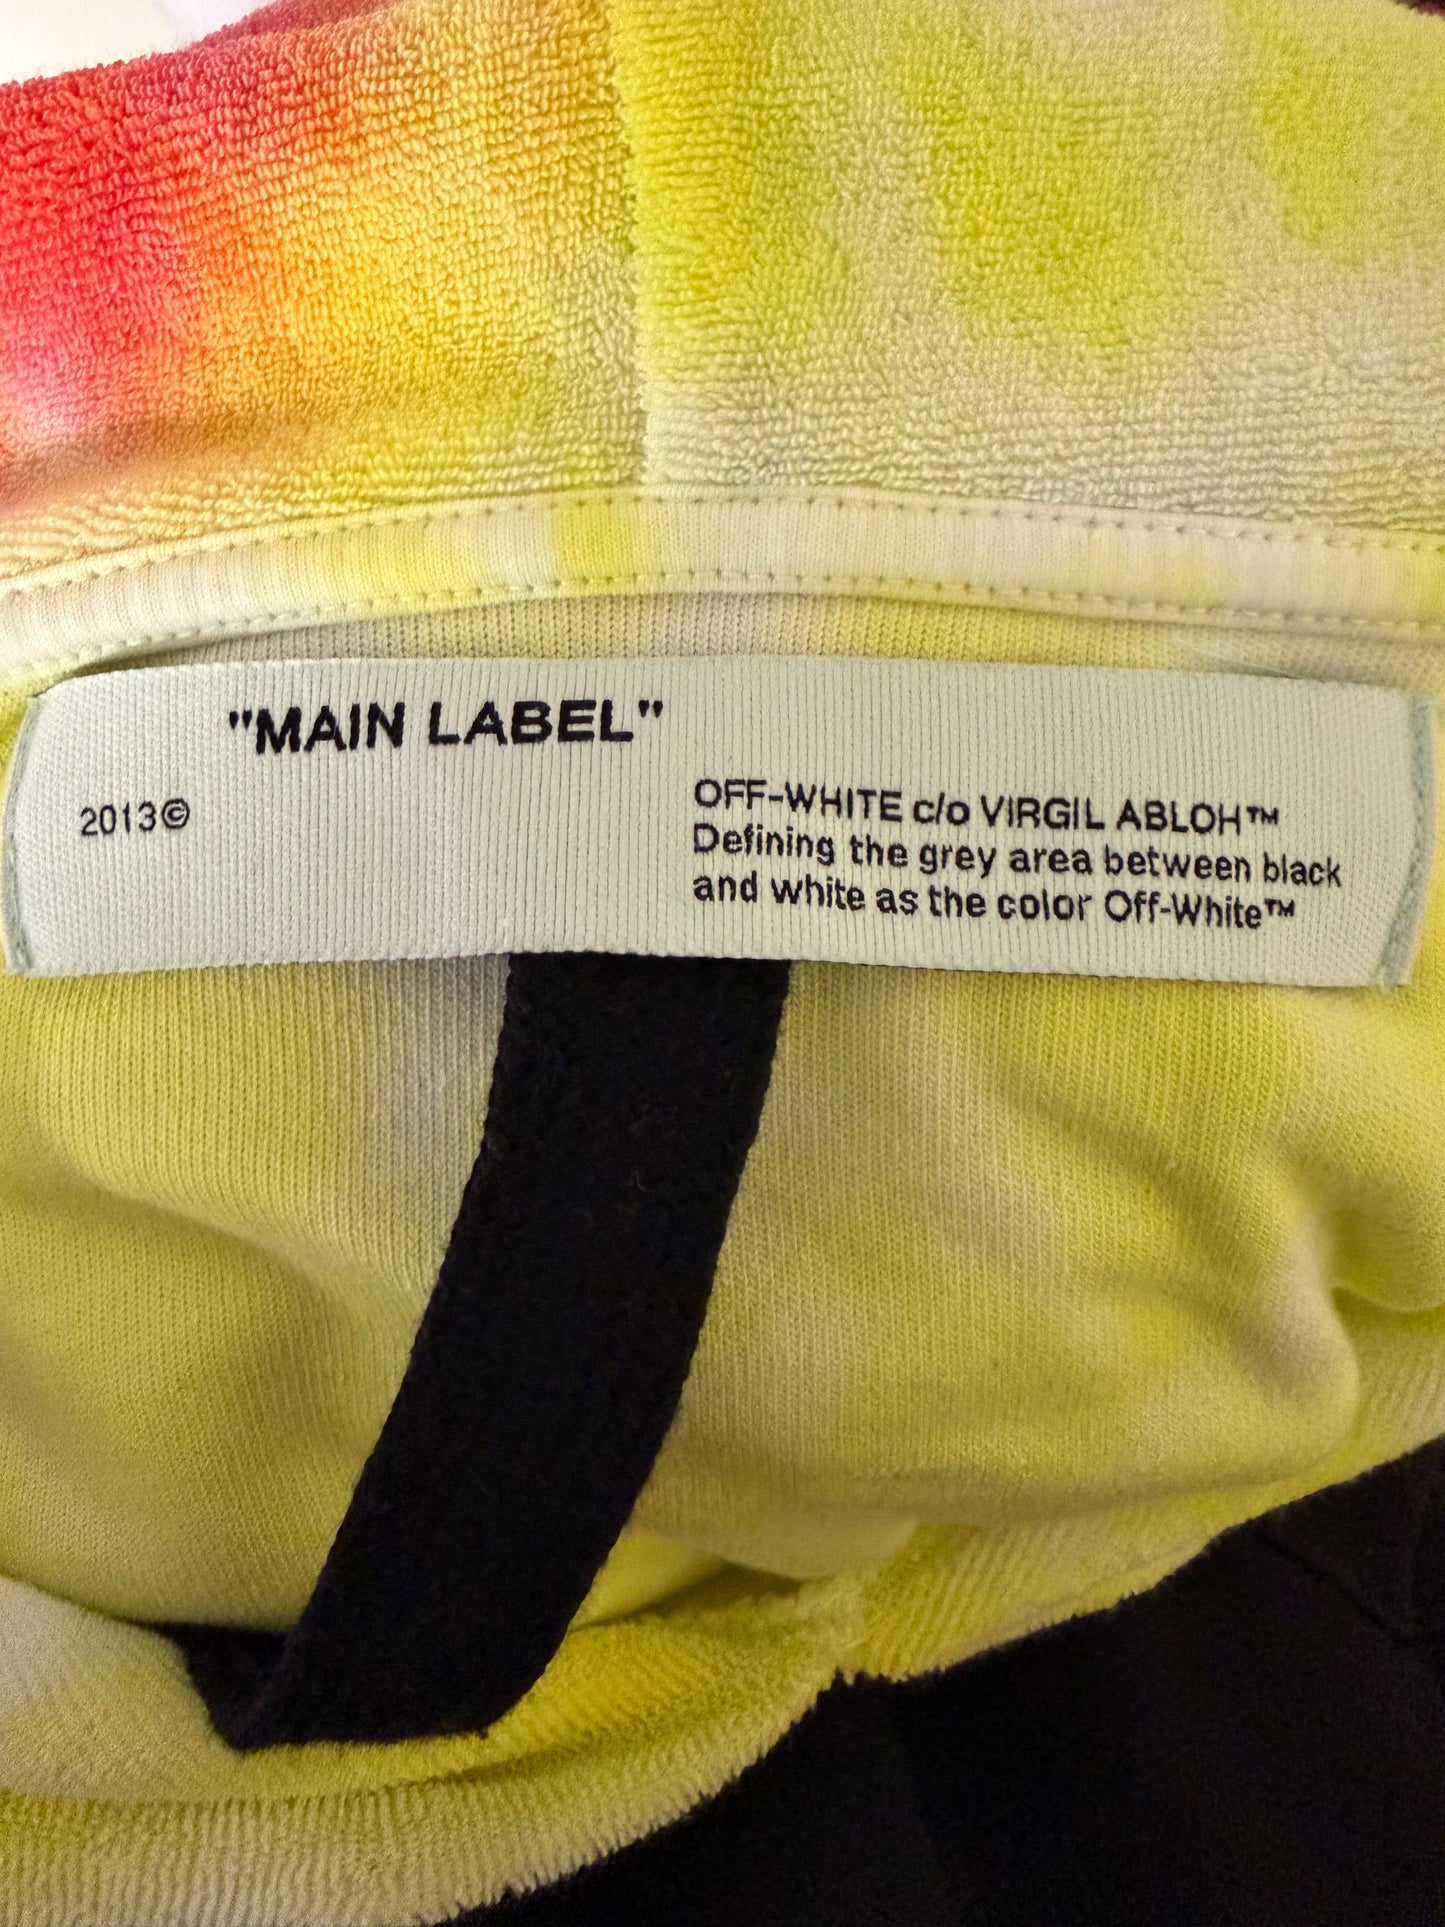 "MAIN LABEL"
2013©
OFF-WHITE c/o VIRGIL ABLOH™
Defining the grey area between black
and white as the color Off-White™